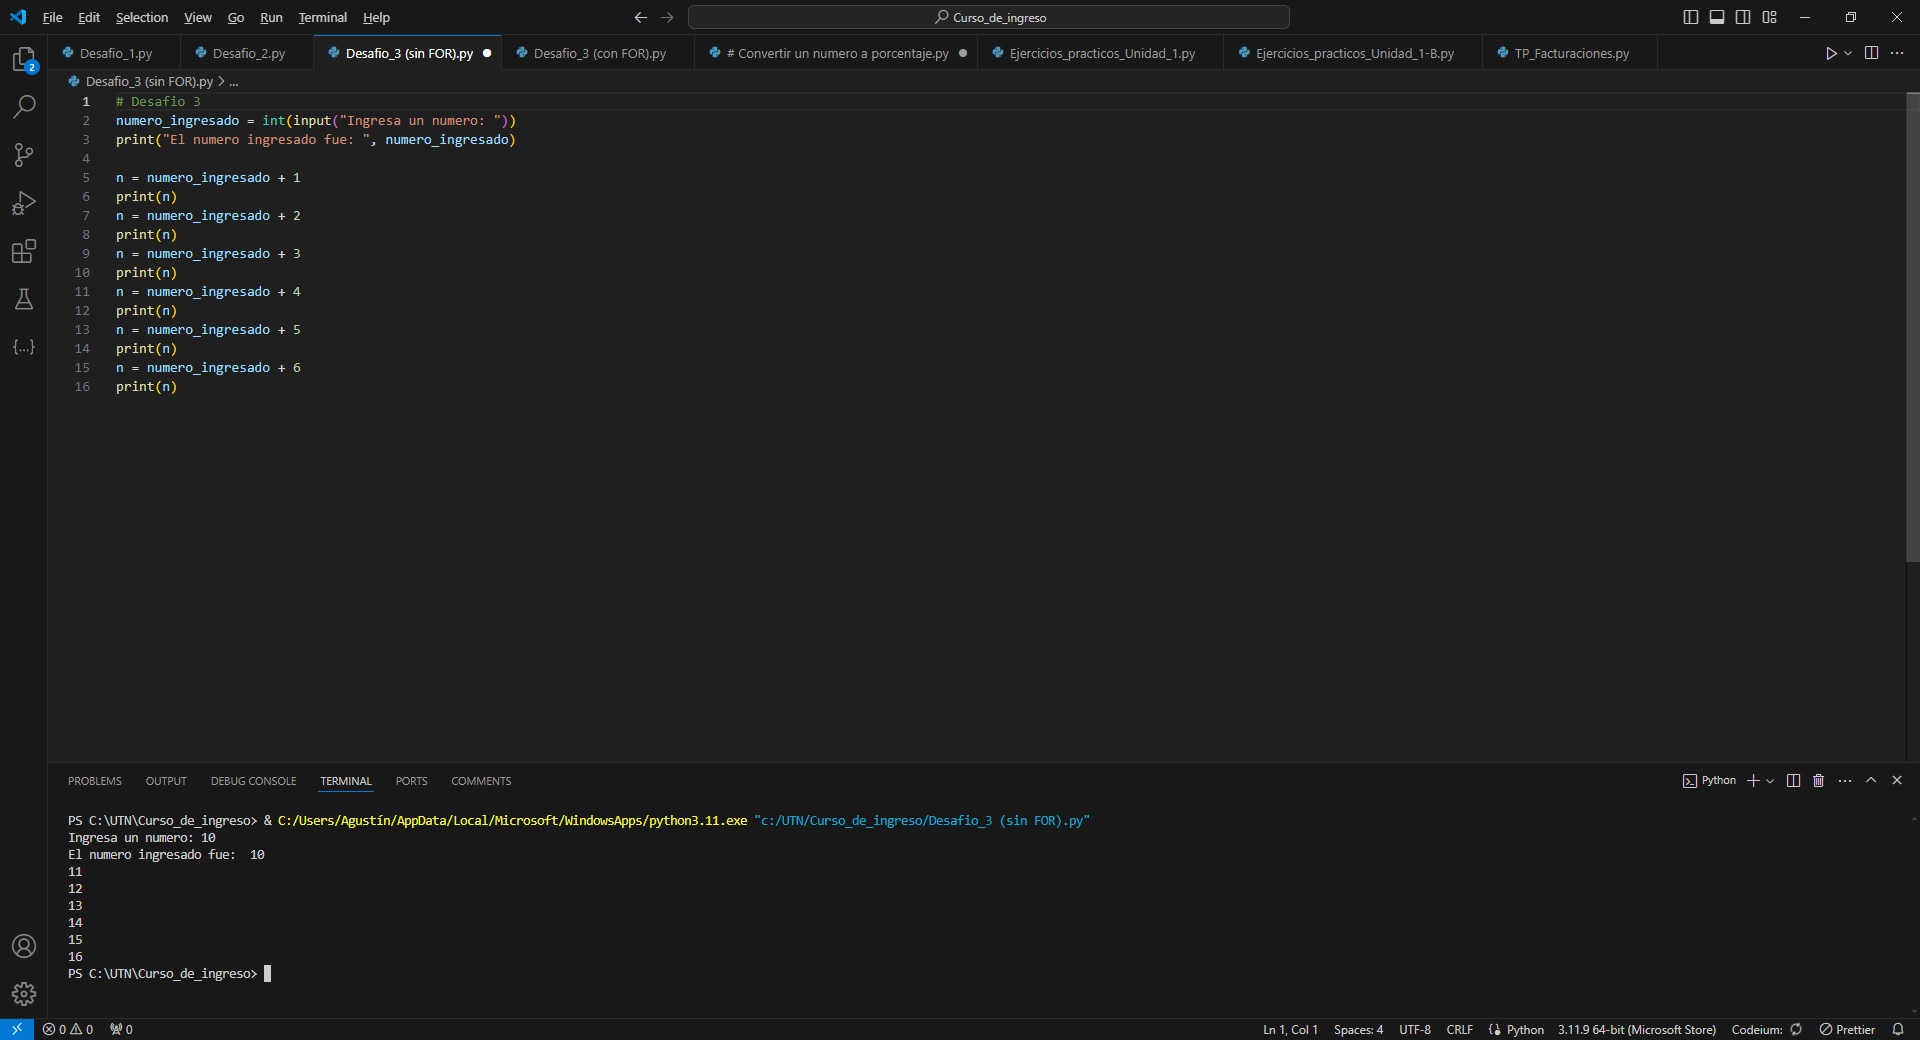 File Edit Selection View Go Run Terminal Help Curso_de_ingreso
Desafio_1.py Desafio_2.py Desafio_3 (sin FOR).py Desafio_3 (con FOR).py # Convertir un numero a porcentaje.py Ejercicios_practicos_Unidad_1.py Ejercicios_practicos_Unidad_1-B.py TP_Facturaciones.py
2
Desafio_3 (sin FOR).py > ...
1 # Desafio 3
2 numero_ingresado = int(input("Ingresa un numero: "))
3 print("El numero ingresado fue: ", numero_ingresado)
4
5 n = numero_ingresado + 1
6 print(n)
7 n = numero_ingresado + 2
8 print(n)
9 n = numero_ingresado + 3
10 print(n)
11 n = numero_ingresado + 4
12 print(n)
13 n = numero_ingresado + 5
14 print(n)
15 n = numero_ingresado + 6
16 print(n)
PROBLEMS OUTPUT DEBUG CONSOLE TERMINAL PORTS COMMENTS Python
PS C:\UTN\Curso_de_ingreso> & C:/Users/Agustín/AppData/Local/Microsoft/WindowsApps/python3.11.exe "c:/UTN/Curso_de_ingreso/Desafio_3 (sin FOR).py"
Ingresa un numero: 10
El numero ingresado fue:  10
11
12
13
14
15
16
PS C:\UTN\Curso_de_ingreso>
0 0 0 Ln 1, Col 1 Spaces: 4 UTF-8 CRLF Python 3.11.9 64-bit (Microsoft Store) Codeium: Prettier